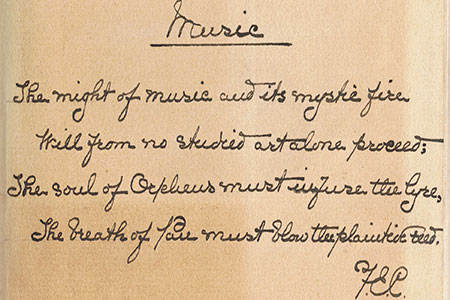 Music
The might of music and its mystic fire
Will from no studied art alone proceed;
The soul of Orpheus must infuse the lyre,
The breath of Pan must blow the plaintive reed.
F.E.C.